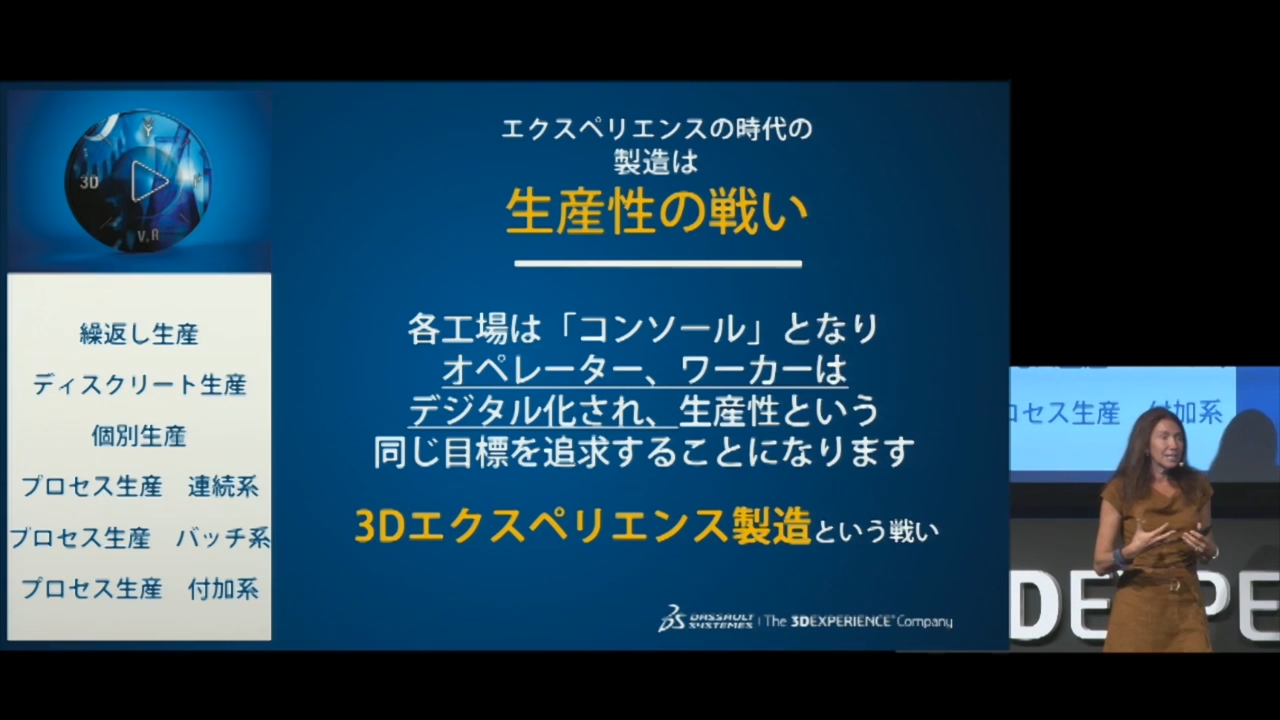 3D
V,R
繰返し生産
ディスクリート生産
個別生産
プロセス生産 連続系
プロセス生産 バッチ系
プロセス生産 付加系
エクスペリエンスの時代の
製造は
生産性の戦い
各工場は「コンソール」となり
オペレーター、ワーカーは
デジタル化され、生産性という
同じ目標を追求することになります
3Dエクスペリエンス製造という戦い
DASSAULT SYSTEMES | The 3DEXPERIENCE® Company
ロセス生産 付加系
DE PE